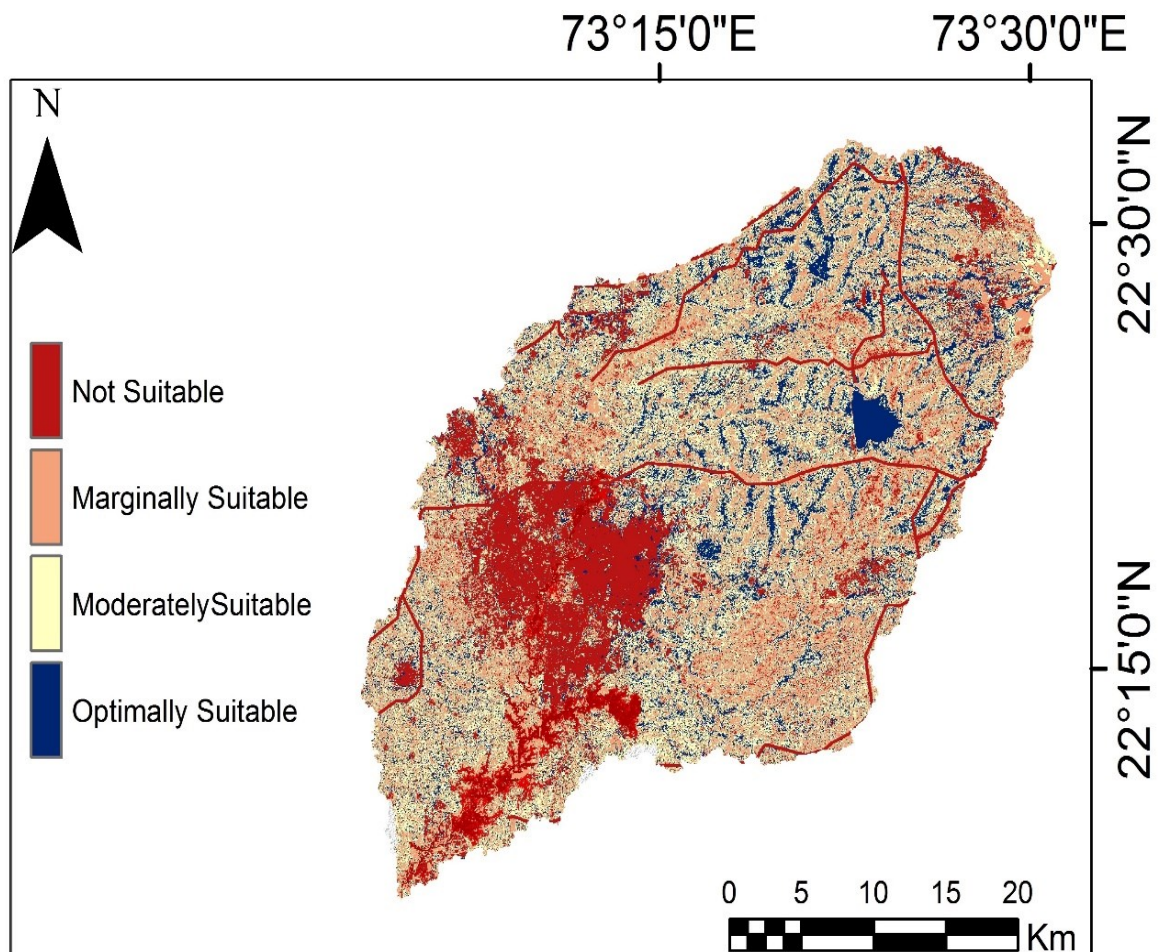 73°15'0"E 73°30'0"E
N
22°30'0"N
Not Suitable
Marginally Suitable
ModeratelySuitable
Optimally Suitable
22°15'0"N
0 5 10 15 20
Km